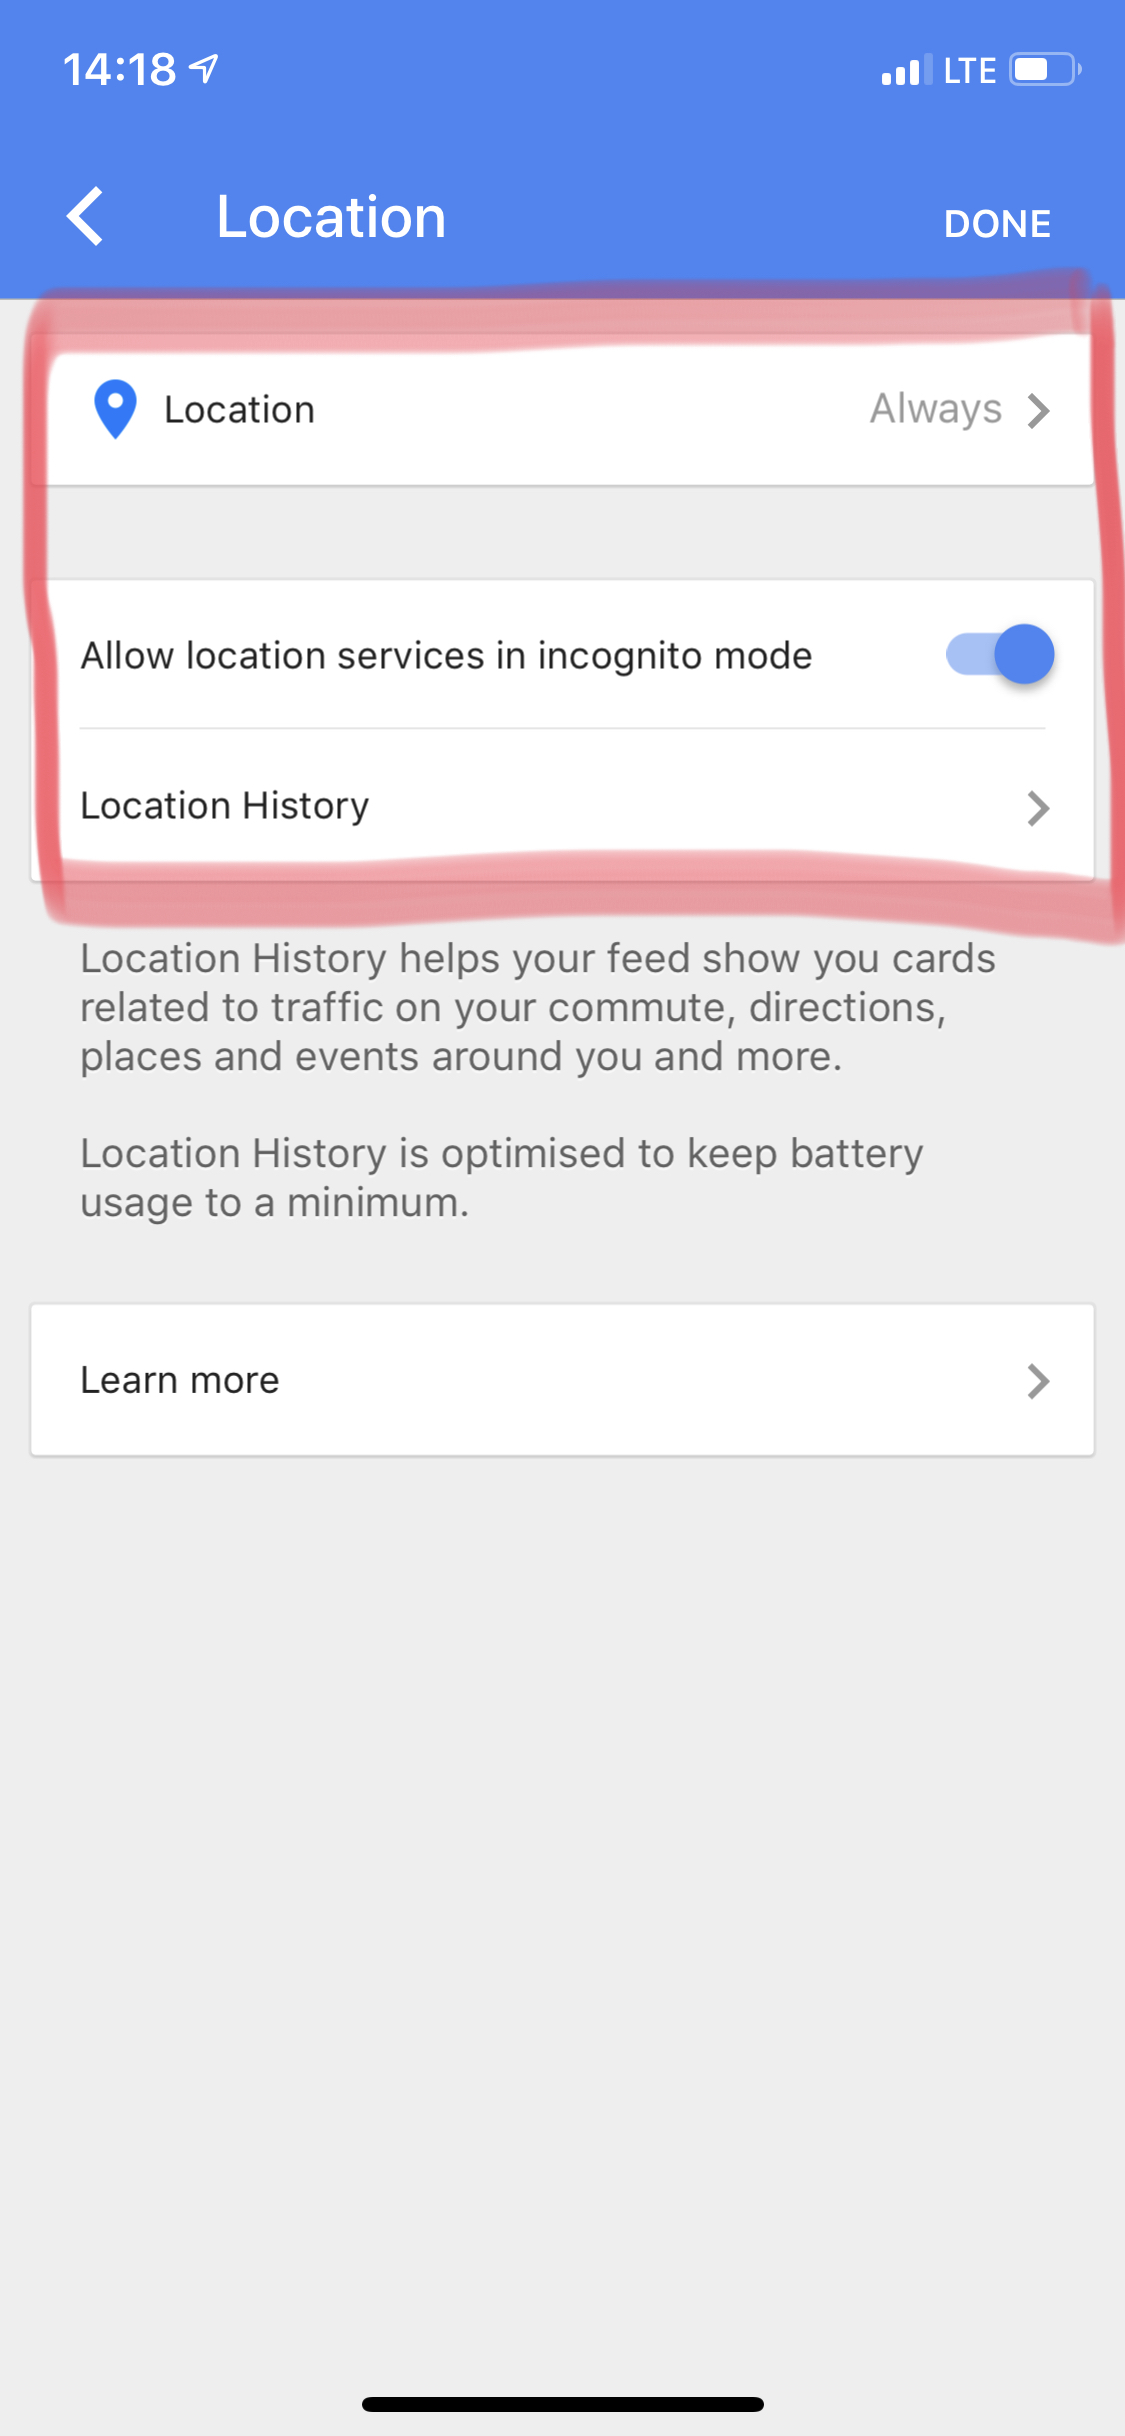 14:18
LTE
Location
DONE
Location
Always
Allow location services in incognito mode
Location History
Location History helps your feed show you cards
related to traffic on your commute, directions,
places and events around you and more.
Location History is optimised to keep battery
usage to a minimum.
Learn more